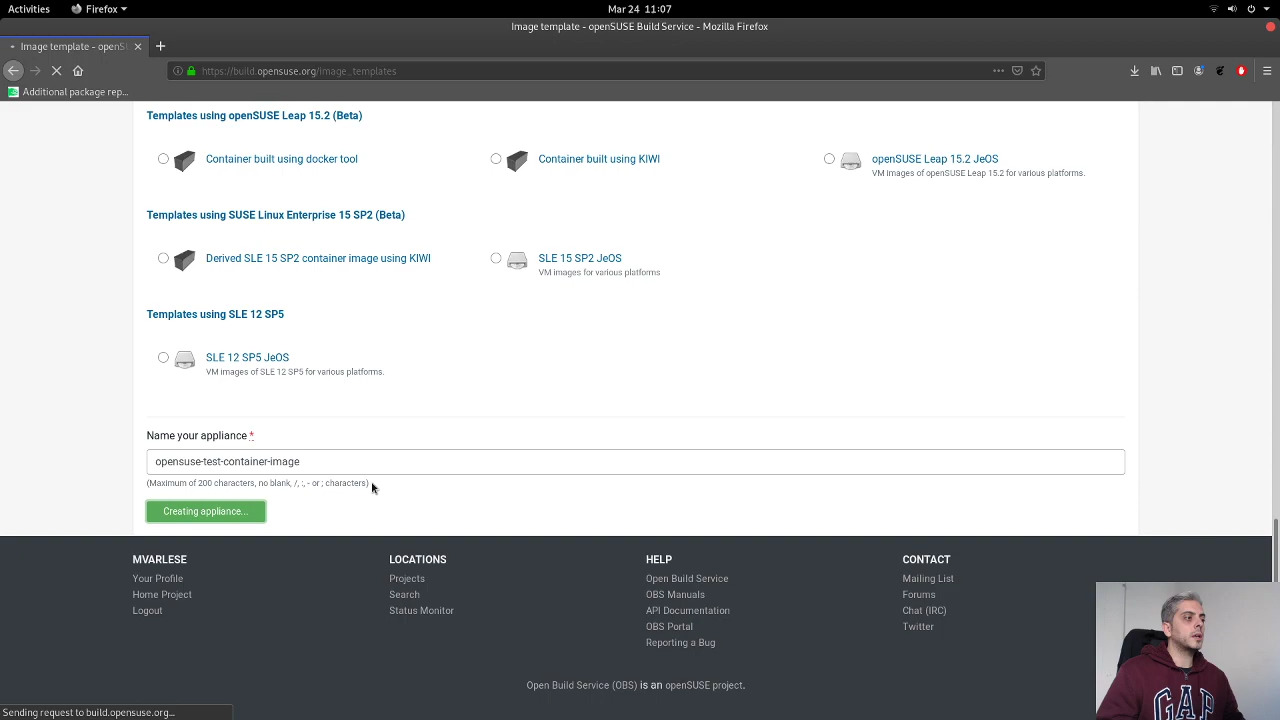 Activities
Firefox
Mar 24 11:07
Image template - openSUSE Build Service - Mozilla Firefox
Image template - openSU
https://build.opensuse.org/image_templates
Additional package rep...
Templates using openSUSE Leap 15.2 (Beta)
Container built using docker tool
Container built using KIWI
openSUSE Leap 15.2 JeOS
VM images of openSUSE Leap 15.2 for various platforms.
Templates using SUSE Linux Enterprise 15 SP2 (Beta)
Derived SLE 15 SP2 container image using KIWI
SLE 15 SP2 JeOS
VM images for various platforms
Templates using SLE 12 SP5
SLE 12 SP5 JeOS
VM images of SLE 12 SP5 for various platforms.
Name your appliance *
opensuse-test-container-image
(Maximum of 200 characters, no blank, /, :, - or ; characters)
Creating appliance...
MVARLESE
Your Profile
Home Project
Logout
LOCATIONS
Projects
Search
Status Monitor
HELP
Open Build Service
OBS Manuals
API Documentation
OBS Portal
Reporting a Bug
CONTACT
Mailing List
Forums
Chat (IRC)
Twitter
Open Build Service (OBS) is an openSUSE project.
Sending request to build.opensuse.org...
GAP